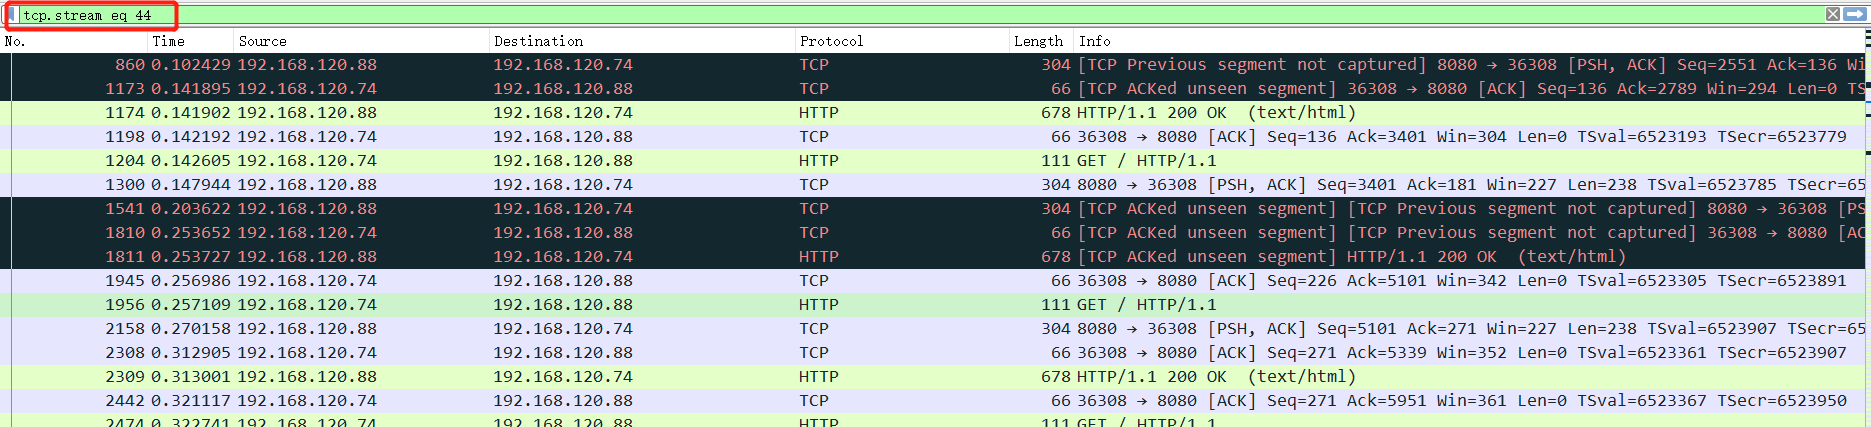 tcp.stream eq 44
No. Time Source Destination Protocol Length Info
860 0.102429 192.168.120.88 192.168.120.74 TCP 304 [TCP Previous segment not captured] 8080 → 36308 [PSH, ACK] Seq=2551 Ack=136 Wi
1173 0.141895 192.168.120.74 192.168.120.88 TCP 66 [TCP ACKed unseen segment] 36308 → 8080 [ACK] Seq=136 Ack=2789 Win=294 Len=0 TS
1174 0.141902 192.168.120.88 192.168.120.74 HTTP 678 HTTP/1.1 200 OK (text/html)
1198 0.142192 192.168.120.74 192.168.120.88 TCP 66 36308 → 8080 [ACK] Seq=136 Ack=3401 Win=304 Len=0 TSval=6523193 TSecr=6523779
1204 0.142605 192.168.120.74 192.168.120.88 HTTP 111 GET / HTTP/1.1
1300 0.147944 192.168.120.88 192.168.120.74 TCP 304 8080 → 36308 [PSH, ACK] Seq=3401 Ack=181 Win=227 Len=238 TSval=6523785 TSecr=65
1541 0.203622 192.168.120.88 192.168.120.74 TCP 304 [TCP ACKed unseen segment] [TCP Previous segment not captured] 8080 → 36308 [PS
1810 0.253652 192.168.120.74 192.168.120.88 TCP 66 [TCP ACKed unseen segment] [TCP Previous segment not captured] 36308 → 8080 [AC
1811 0.253727 192.168.120.88 192.168.120.74 HTTP 678 [TCP ACKed unseen segment] HTTP/1.1 200 OK (text/html)
1945 0.256986 192.168.120.74 192.168.120.88 TCP 66 36308 → 8080 [ACK] Seq=226 Ack=5101 Win=342 Len=0 TSval=6523305 TSecr=6523891
1956 0.257109 192.168.120.74 192.168.120.88 HTTP 111 GET / HTTP/1.1
2158 0.270158 192.168.120.88 192.168.120.74 TCP 304 8080 → 36308 [PSH, ACK] Seq=5101 Ack=271 Win=227 Len=238 TSval=6523907 TSecr=65
2308 0.312905 192.168.120.74 192.168.120.88 TCP 66 36308 → 8080 [ACK] Seq=271 Ack=5339 Win=352 Len=0 TSval=6523361 TSecr=6523907
2309 0.313001 192.168.120.88 192.168.120.74 HTTP 678 HTTP/1.1 200 OK (text/html)
2442 0.321117 192.168.120.74 192.168.120.88 TCP 66 36308 → 8080 [ACK] Seq=271 Ack=5951 Win=361 Len=0 TSval=6523367 TSecr=6523950
2474 0.322741 192.168.120.74 192.168.120.88 HTTP 111 GET / HTTP/1.1